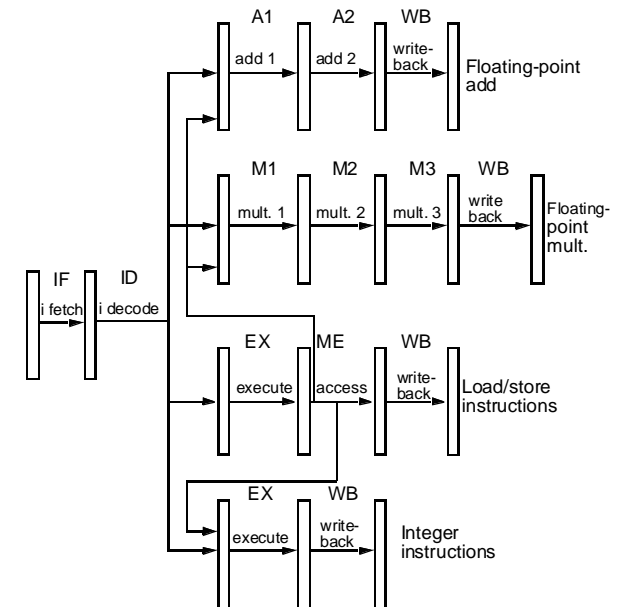 A1 A2 WB
add 1 add 2 write-
back
Floating-point
add
M1 M2 M3 WB
mult. 1 mult. 2 mult. 3 write
back
Floating-
point
mult.
IF ID
i fetch i decode
EX ME WB
execute access write-
back
Load/store
instructions
EX WB
execute write-
back
Integer
instructions